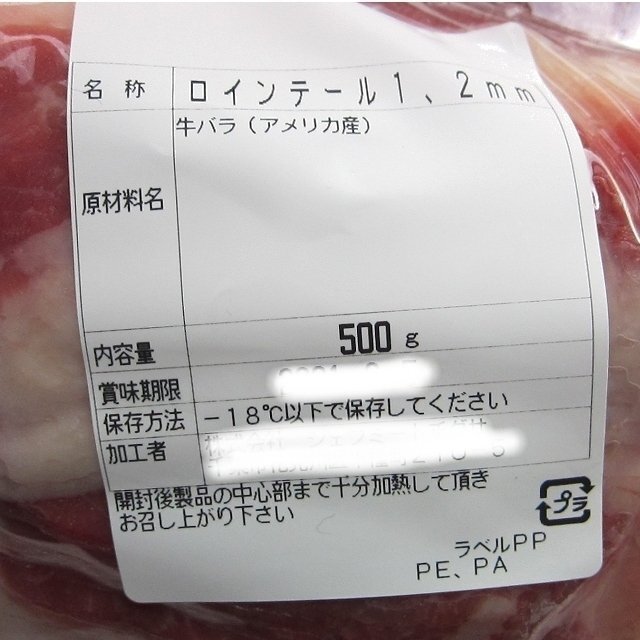 名称 ロインテール1、2mm
原材料名 牛バラ(アメリカ産)
内容量 500g
賞味期限
保存方法 -18℃以下で保存してください
加工者
開封後製品の中心部まで十分加熱して頂き
お召し上がり下さい
プラ
ラベルPP
PE、PA